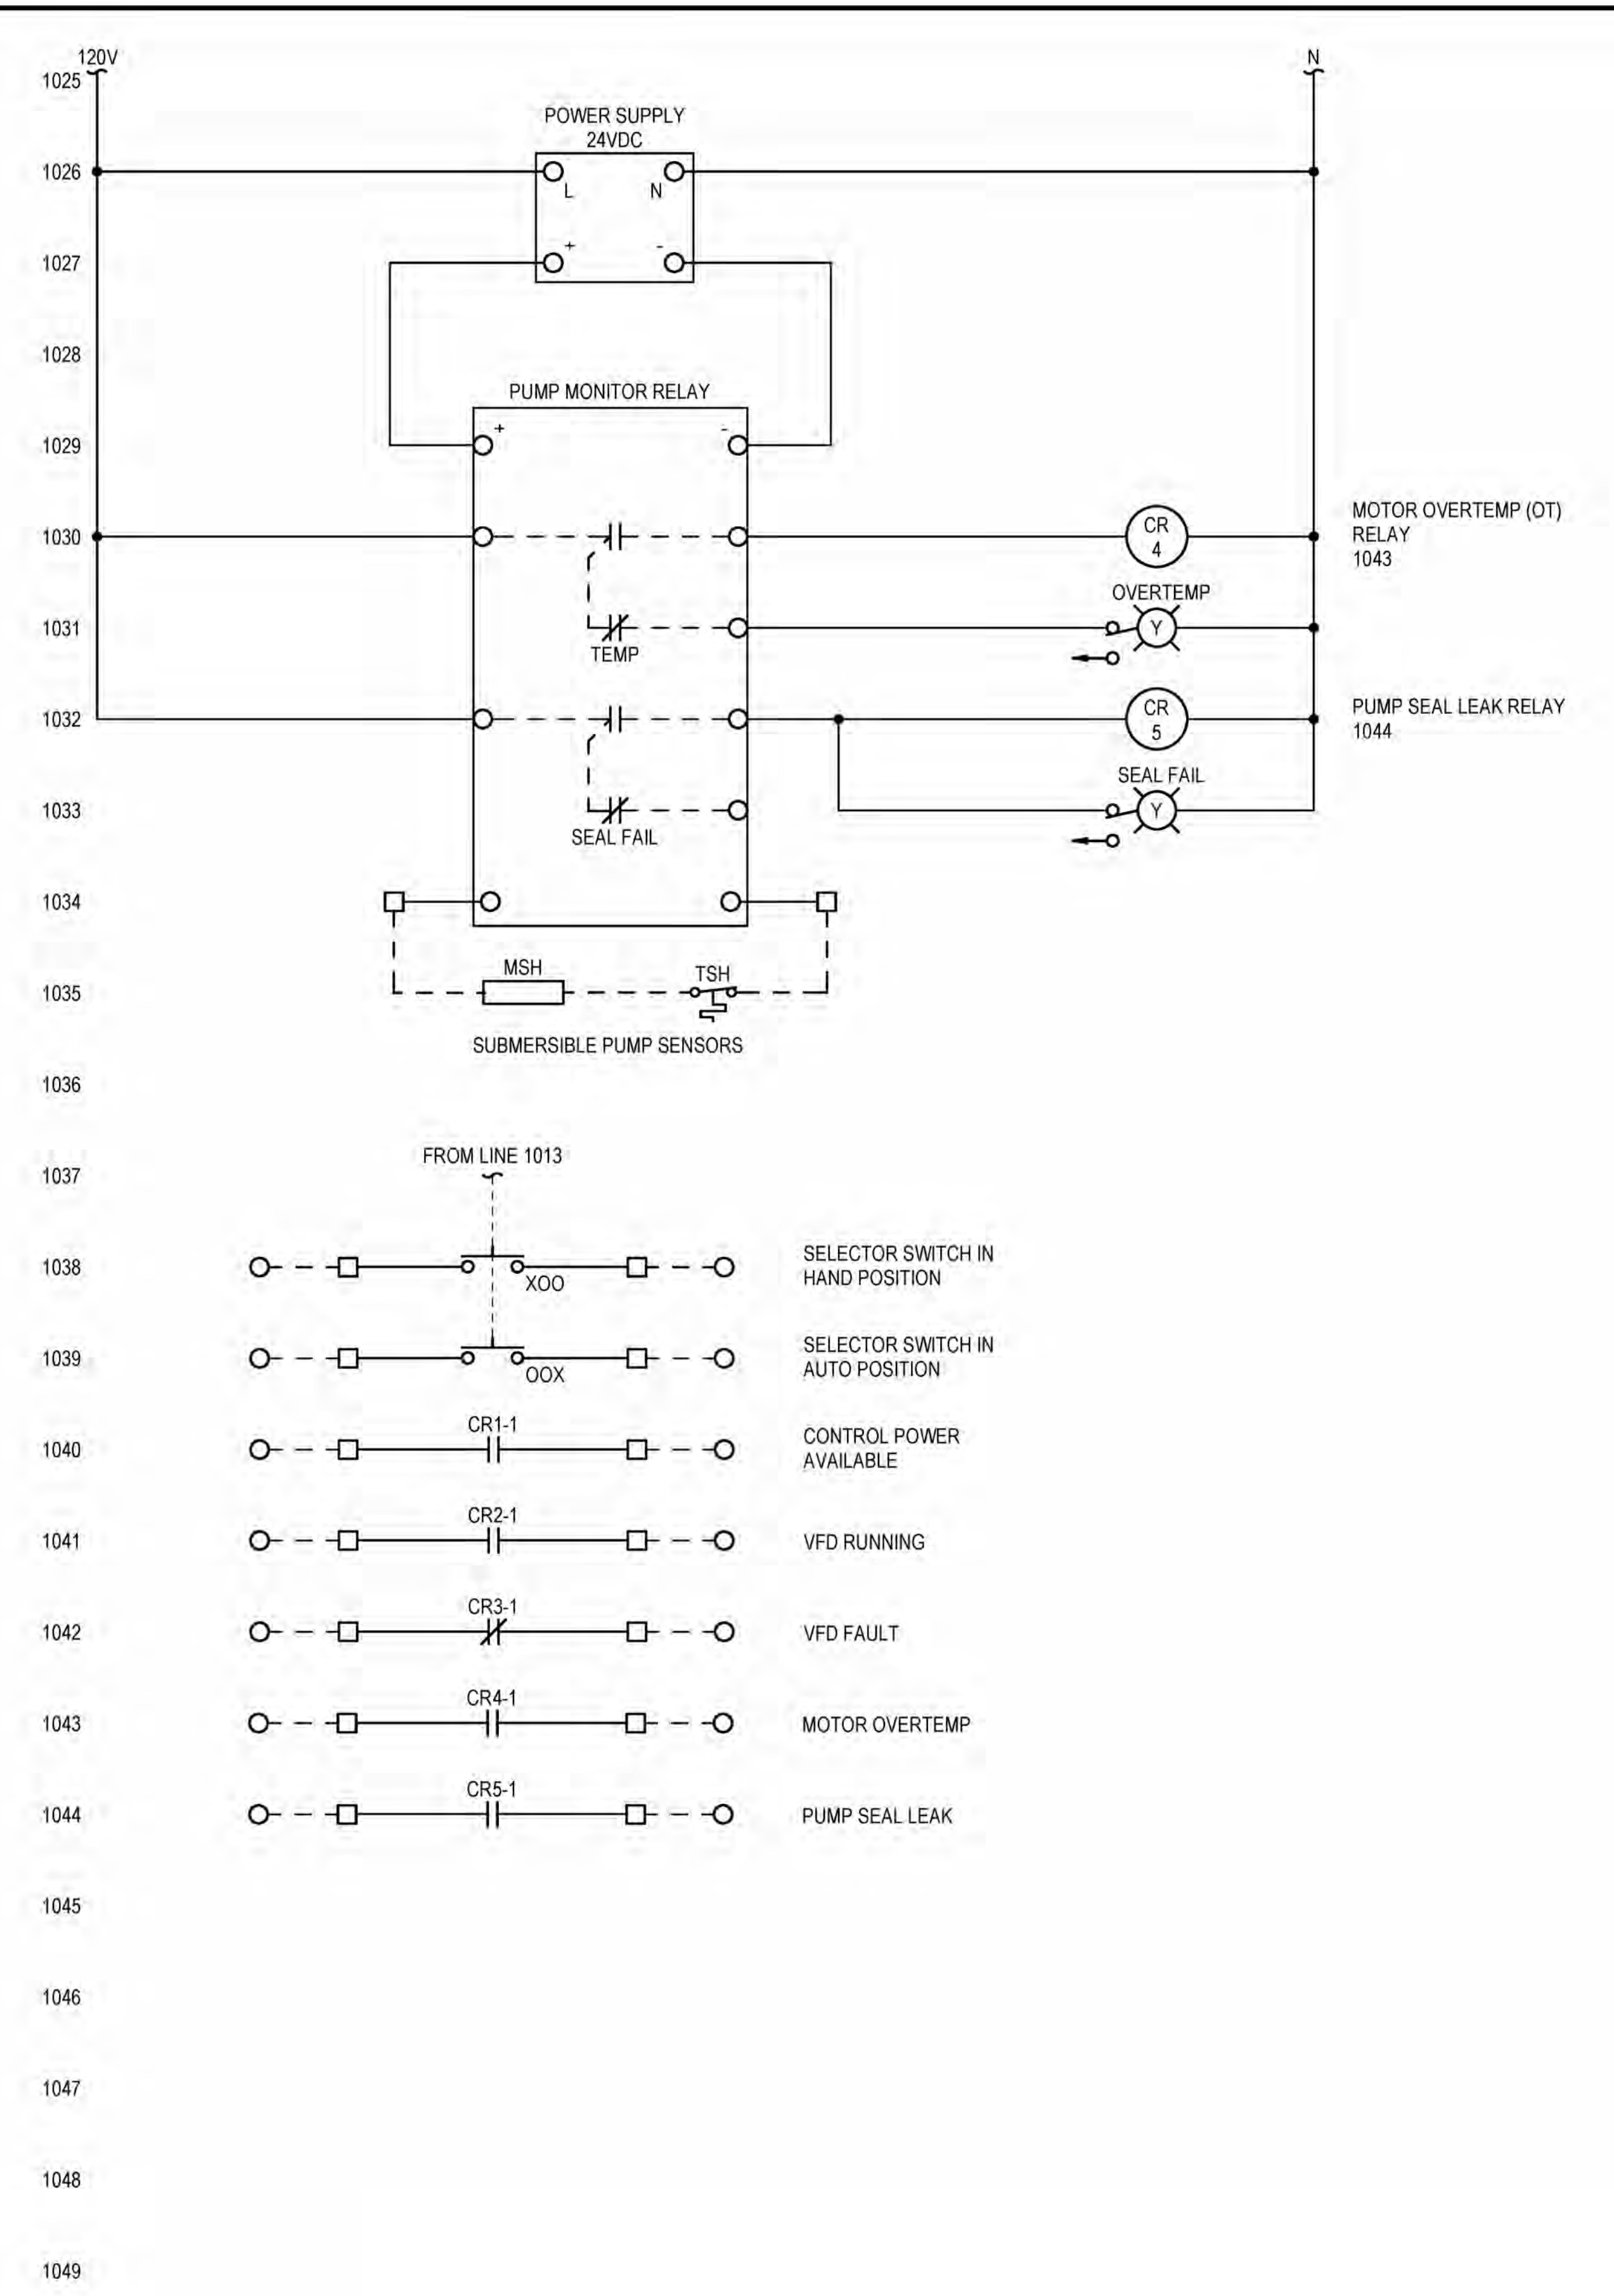 120V
N
1025
POWER SUPPLY
24VDC
1026
L
N
+
-
1027
1028
PUMP MONITOR RELAY
+
-
1029
MOTOR OVERTEMP (OT)
RELAY
1043
CR
4
1030
OVERTEMP
1031
Y
TEMP
PUMP SEAL LEAK RELAY
1044
CR
5
1032
SEAL FAIL
1033
Y
SEAL FAIL
1034
MSH
TSH
1035
SUBMERSIBLE PUMP SENSORS
1036
FROM LINE 1013
1037
1038
XOO
SELECTOR SWITCH IN
HAND POSITION
1039
OOX
SELECTOR SWITCH IN
AUTO POSITION
CR1-1
1040
CONTROL POWER
AVAILABLE
CR2-1
1041
VFD RUNNING
CR3-1
1042
VFD FAULT
CR4-1
1043
MOTOR OVERTEMP
CR5-1
1044
PUMP SEAL LEAK
1045
1046
1047
1048
1049